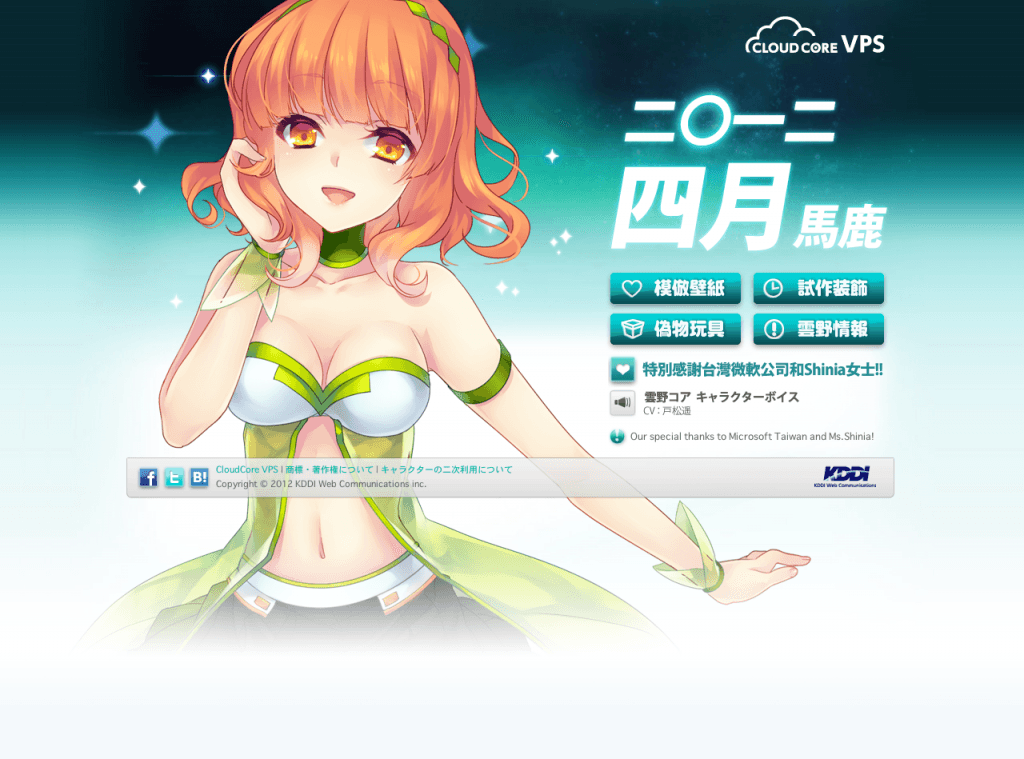 CLOUD CORE VPS
二〇一二
四月馬鹿
模倣壁紙
試作装飾
偽物玩具
雲野情報
特別感謝台灣微軟公司和Shinia女士!!
雲野コア キャラクターボイス
CV：戸松遥
Our special thanks to Microsoft Taiwan and Ms.Shinia!
f t B!
CloudCore VPS | 商標・著作権について | キャラクターの二次利用について
Copyright © 2012 KDDI Web Communications inc.
KDDI
KDDI Web Communications